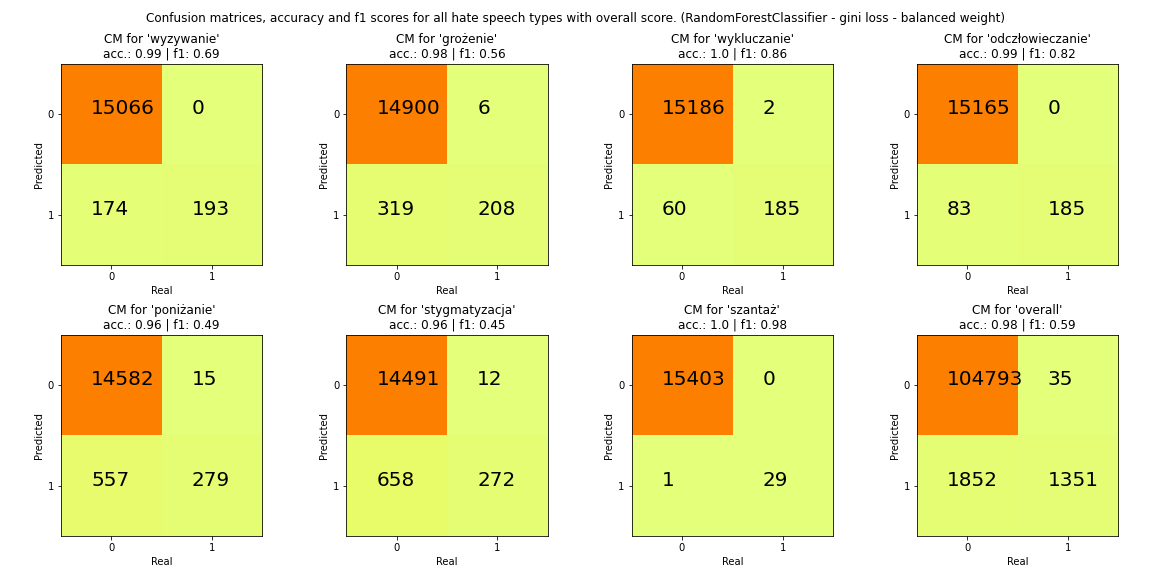 Confusion matrices, accuracy and f1 scores for all hate speech types with overall score. (RandomForestClassifier - gini loss - balanced weight)
CM for 'wyzywanie'
acc.: 0.99 | f1: 0.69
Predicted
0
15066 0
1
174 193
0 1
Real
CM for 'grożenie'
acc.: 0.98 | f1: 0.56
Predicted
0
14900 6
1
319 208
0 1
Real
CM for 'wykluczanie'
acc.: 1.0 | f1: 0.86
Predicted
0
15186 2
1
60 185
0 1
Real
CM for 'odczłowieczanie'
acc.: 0.99 | f1: 0.82
Predicted
0
15165 0
1
83 185
0 1
Real
CM for 'poniżanie'
acc.: 0.96 | f1: 0.49
Predicted
0
14582 15
1
557 279
0 1
Real
CM for 'stygmatyzacja'
acc.: 0.96 | f1: 0.45
Predicted
0
14491 12
1
658 272
0 1
Real
CM for 'szantaż'
acc.: 1.0 | f1: 0.98
Predicted
0
15403 0
1
1 29
0 1
Real
CM for 'overall'
acc.: 0.98 | f1: 0.59
Predicted
0
104793 35
1
1852 1351
0 1
Real